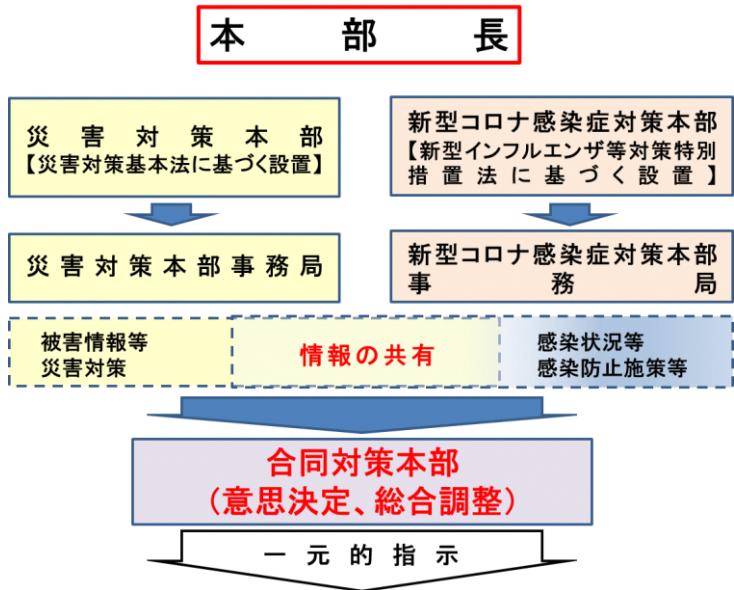 本部長
災害対策本部
【災害対策基本法に基づく設置】
新型コロナ感染症対策本部
【新型インフルエンザ等対策特別
措置法に基づく設置】
災害対策本部事務局
新型コロナ感染症対策本部
事務局
被害情報等
災害対策
情報の共有
感染状況等
感染防止施策等
合同対策本部
(意思決定、総合調整)
一元的指示